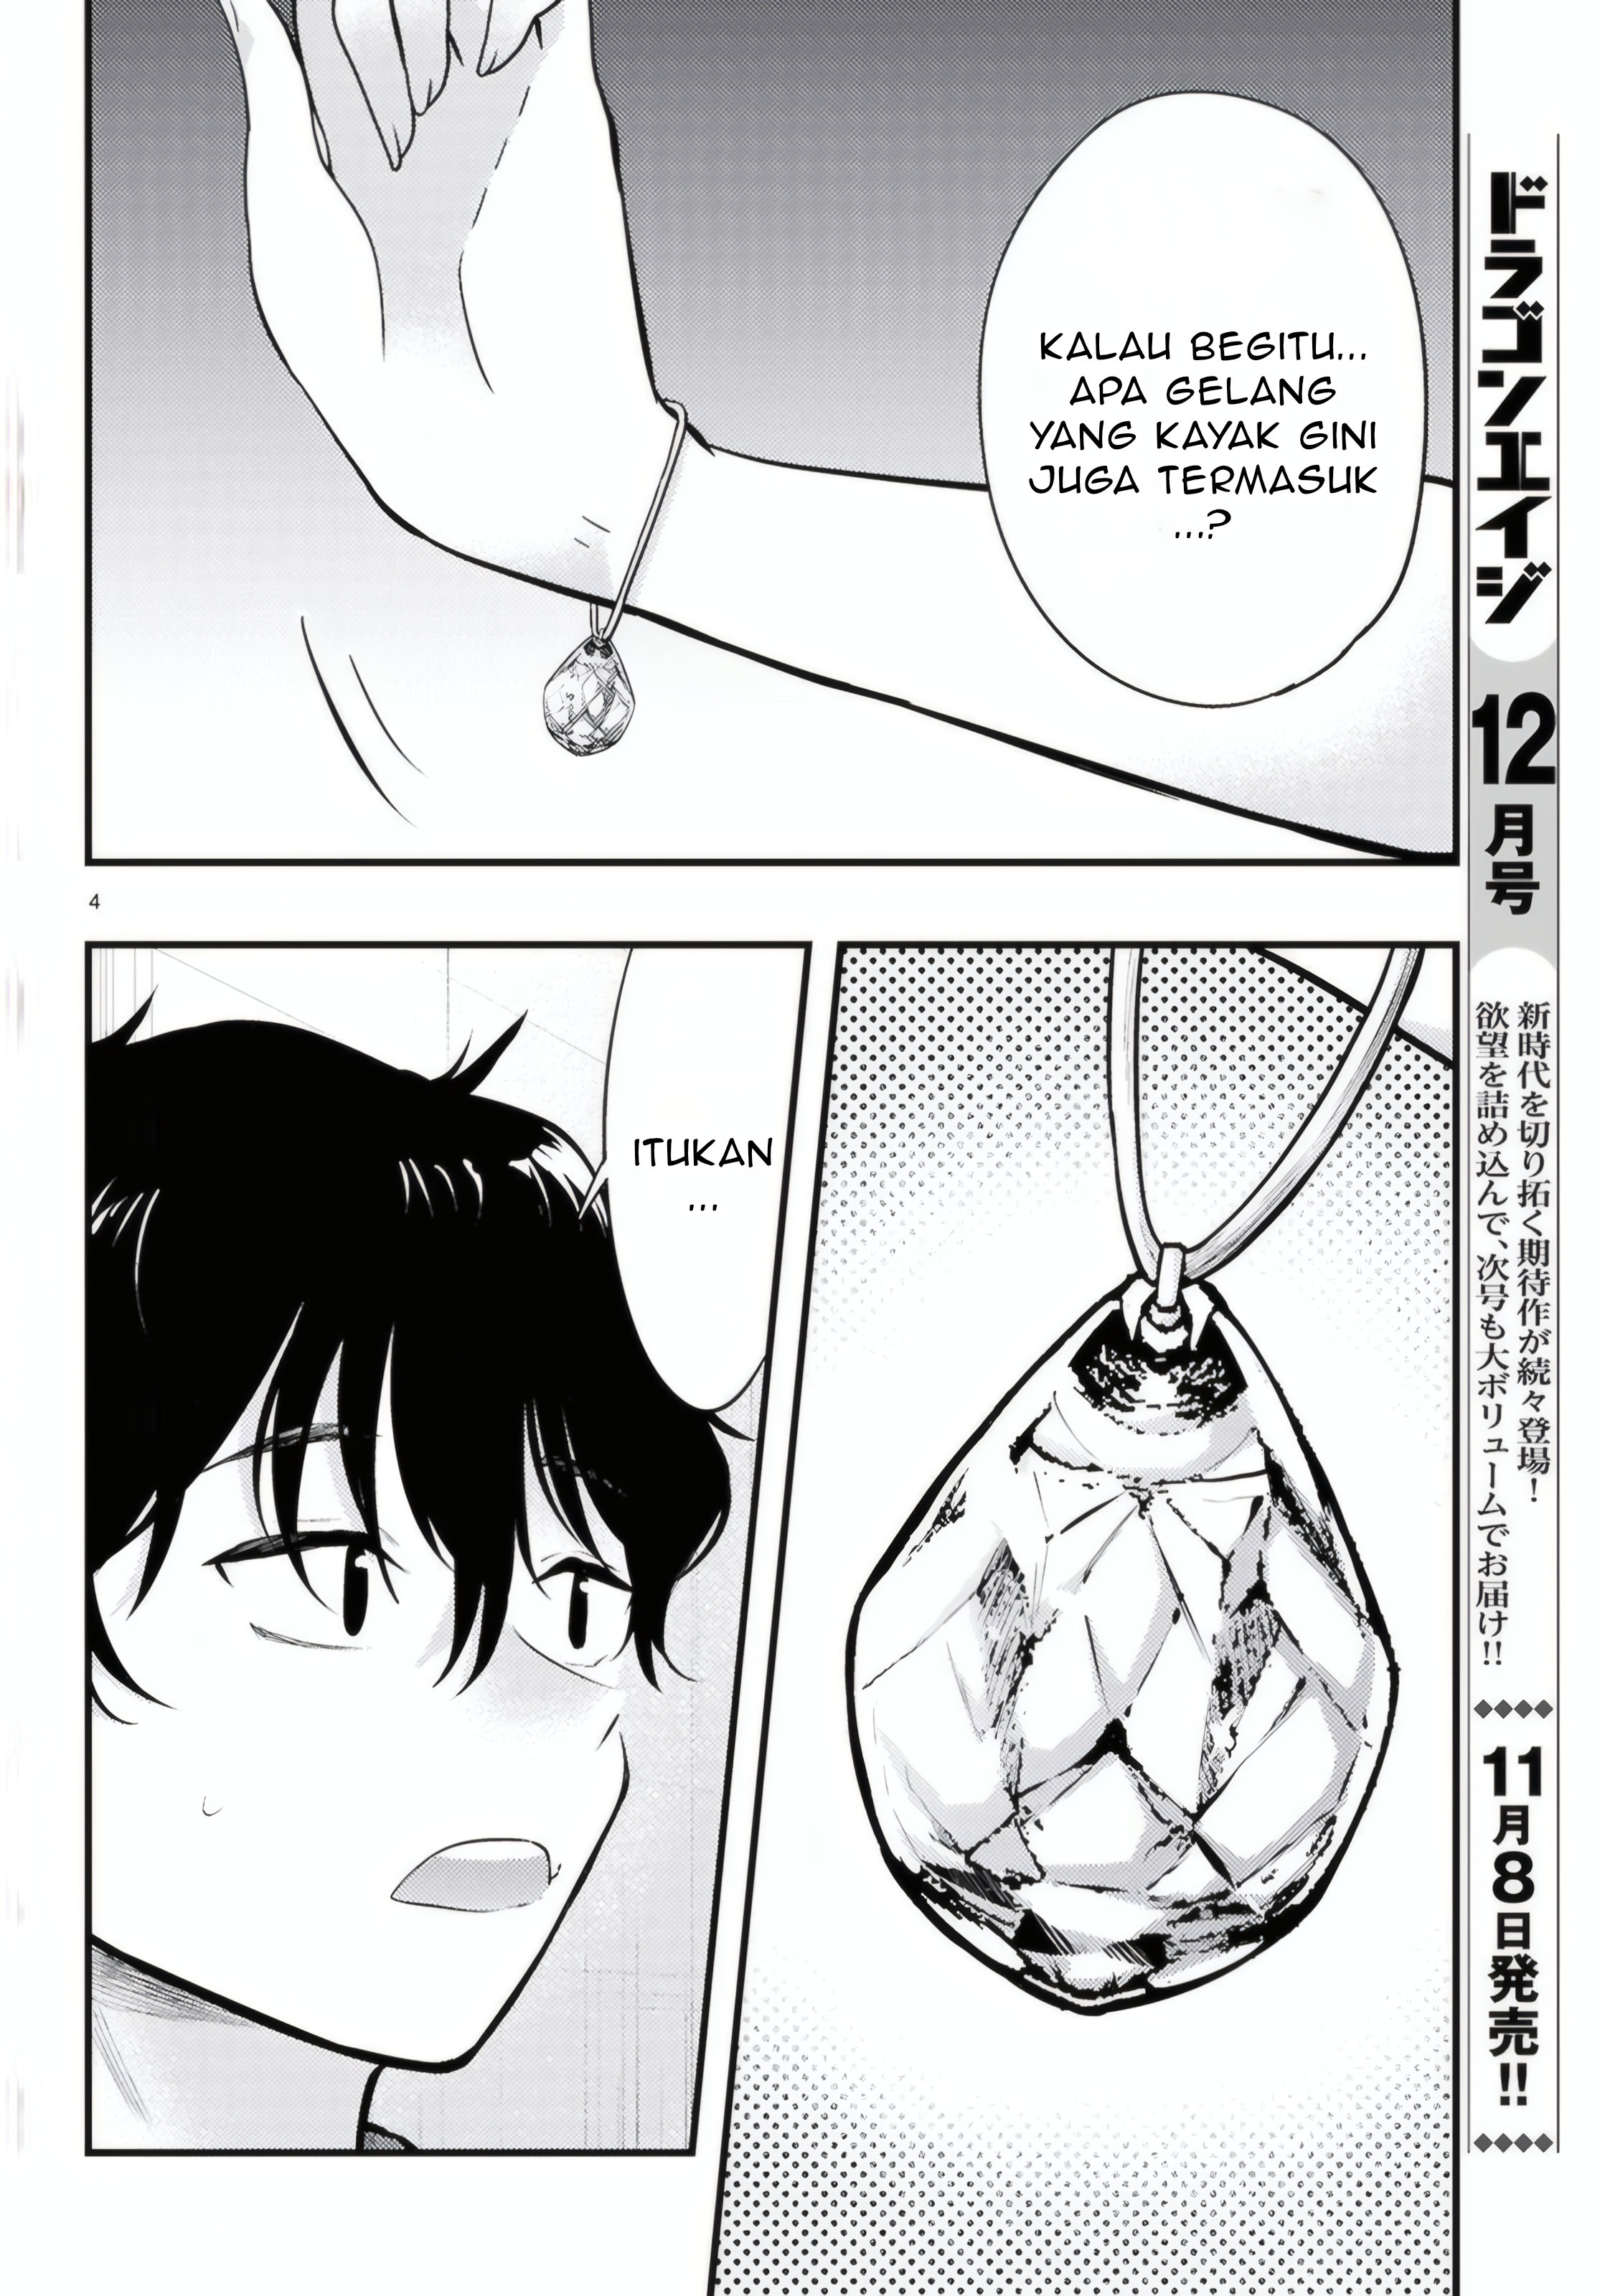 KALAU BEGITU...
APA GELANG
YANG KAYAK GINI
JUGA TERMASUK
...?
4
ITUKAN
...
ドラゴンエイジ
12月号
新時代を切り拓く期待作が続々登場！
欲望を詰め込んで、次号も大ボリュームでお届け!!
11月8日発売!!